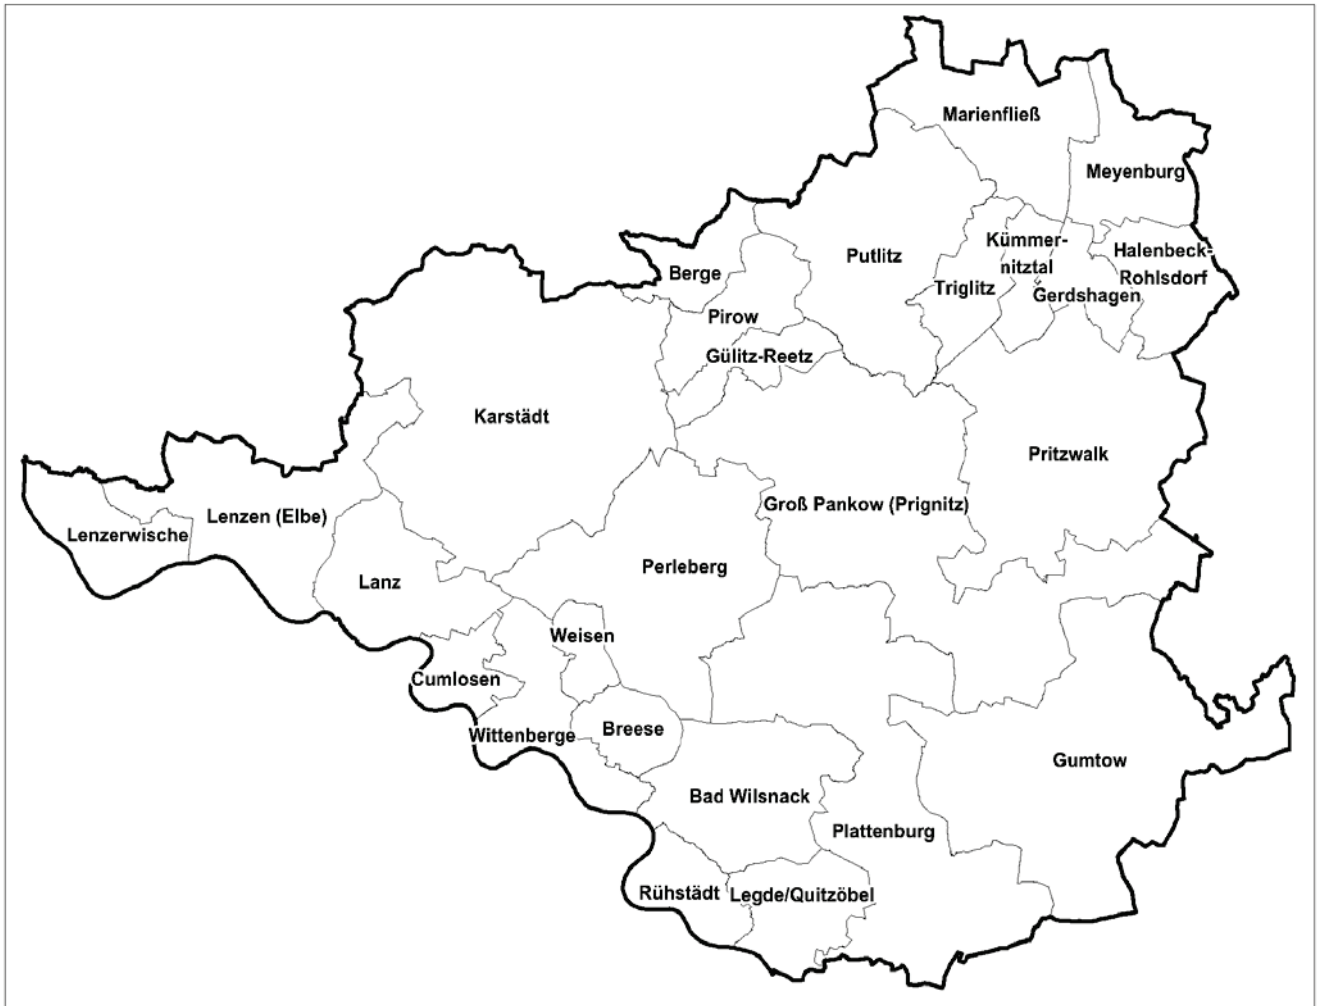 Marienfließ
Meyenburg
Kümmer-
nitztal
Halenbeck-
Rohlsdorf
Putlitz
Berge
Triglitz
Gerdshagen
Pirow
Gülitz-Reetz
Karstädt
Pritzwalk
Groß Pankow (Prignitz)
Lenzen (Elbe)
Lenzerwische
Perleberg
Lanz
Weisen
Cumlosen
Breese
Wittenberge
Gumtow
Bad Wilsnack
Plattenburg
Rühstädt
Legde/Quitzöbel